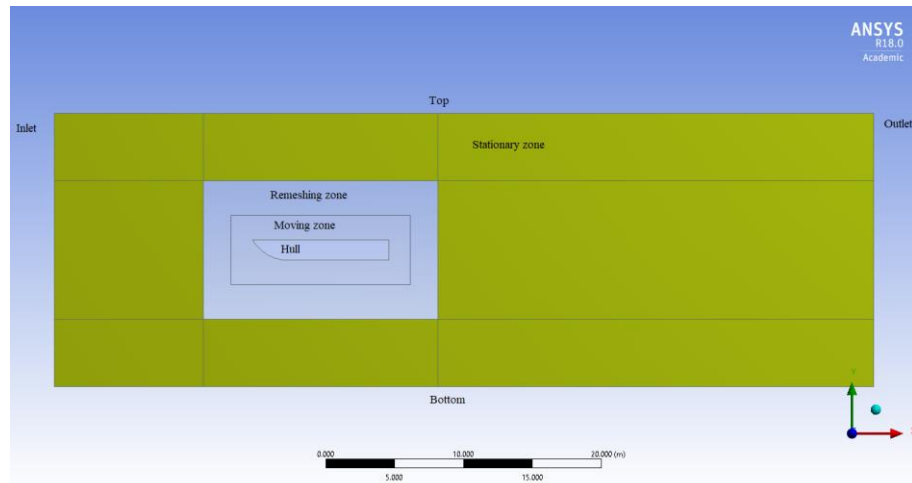 ANSYS
R18.0
Academic
Top
Inlet
Outlet
Stationary zone
Remeshing zone
Moving zone
Hull
Bottom
Y
0.000
10.000
20.000 (m)
5.000
15.000